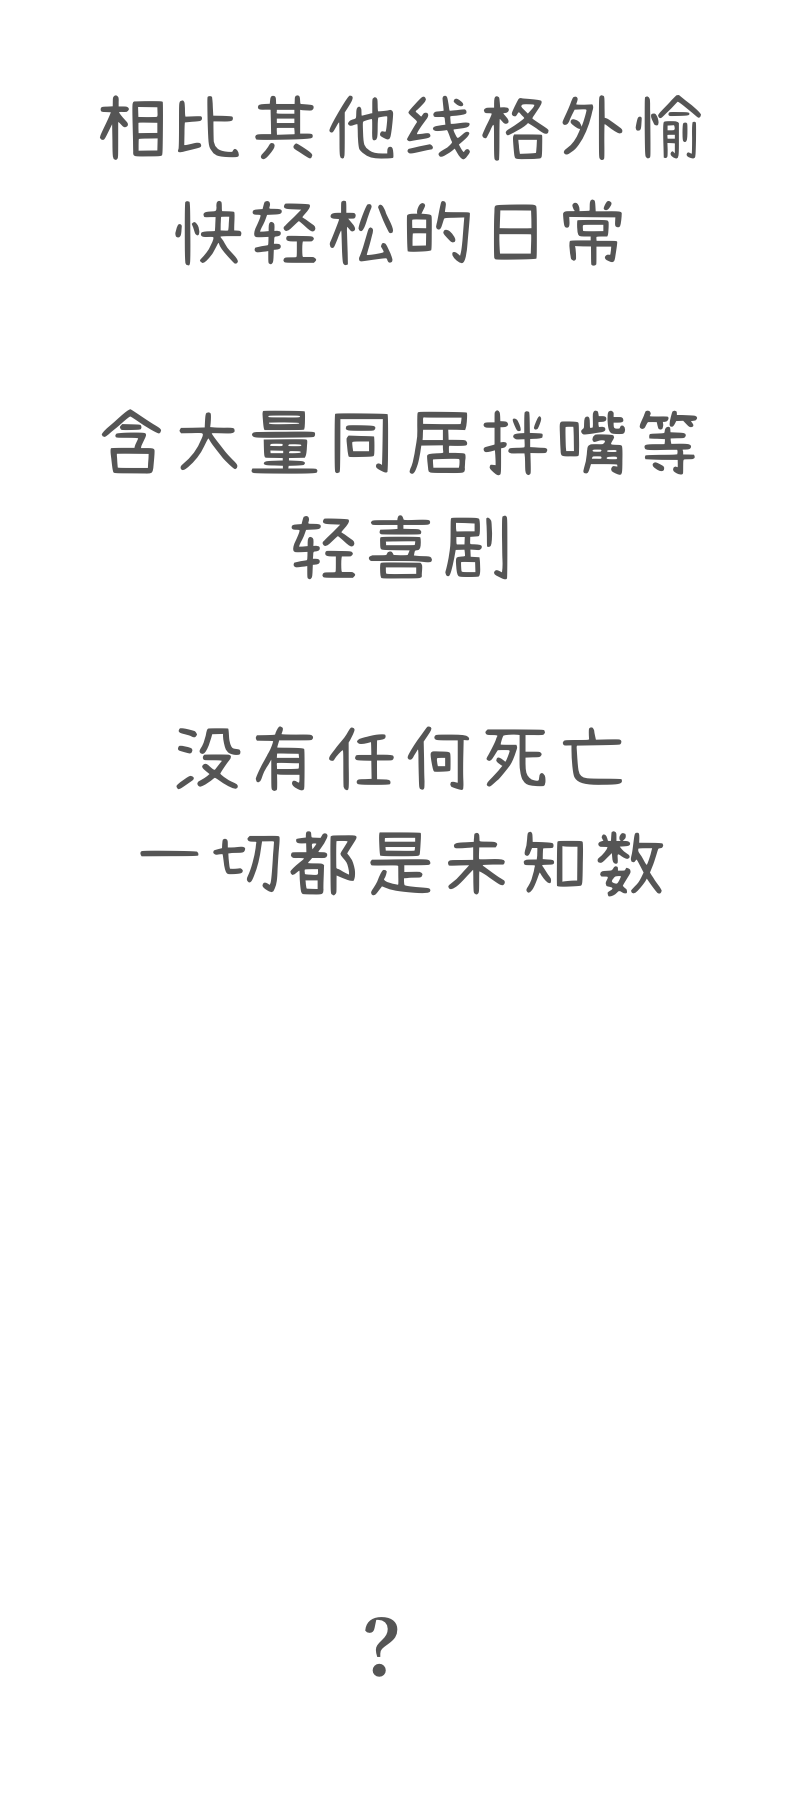 相比其他线格外愉
快轻松的日常
含大量同居拌嘴等
轻喜剧
没有任何死亡
一切都是未知数
?